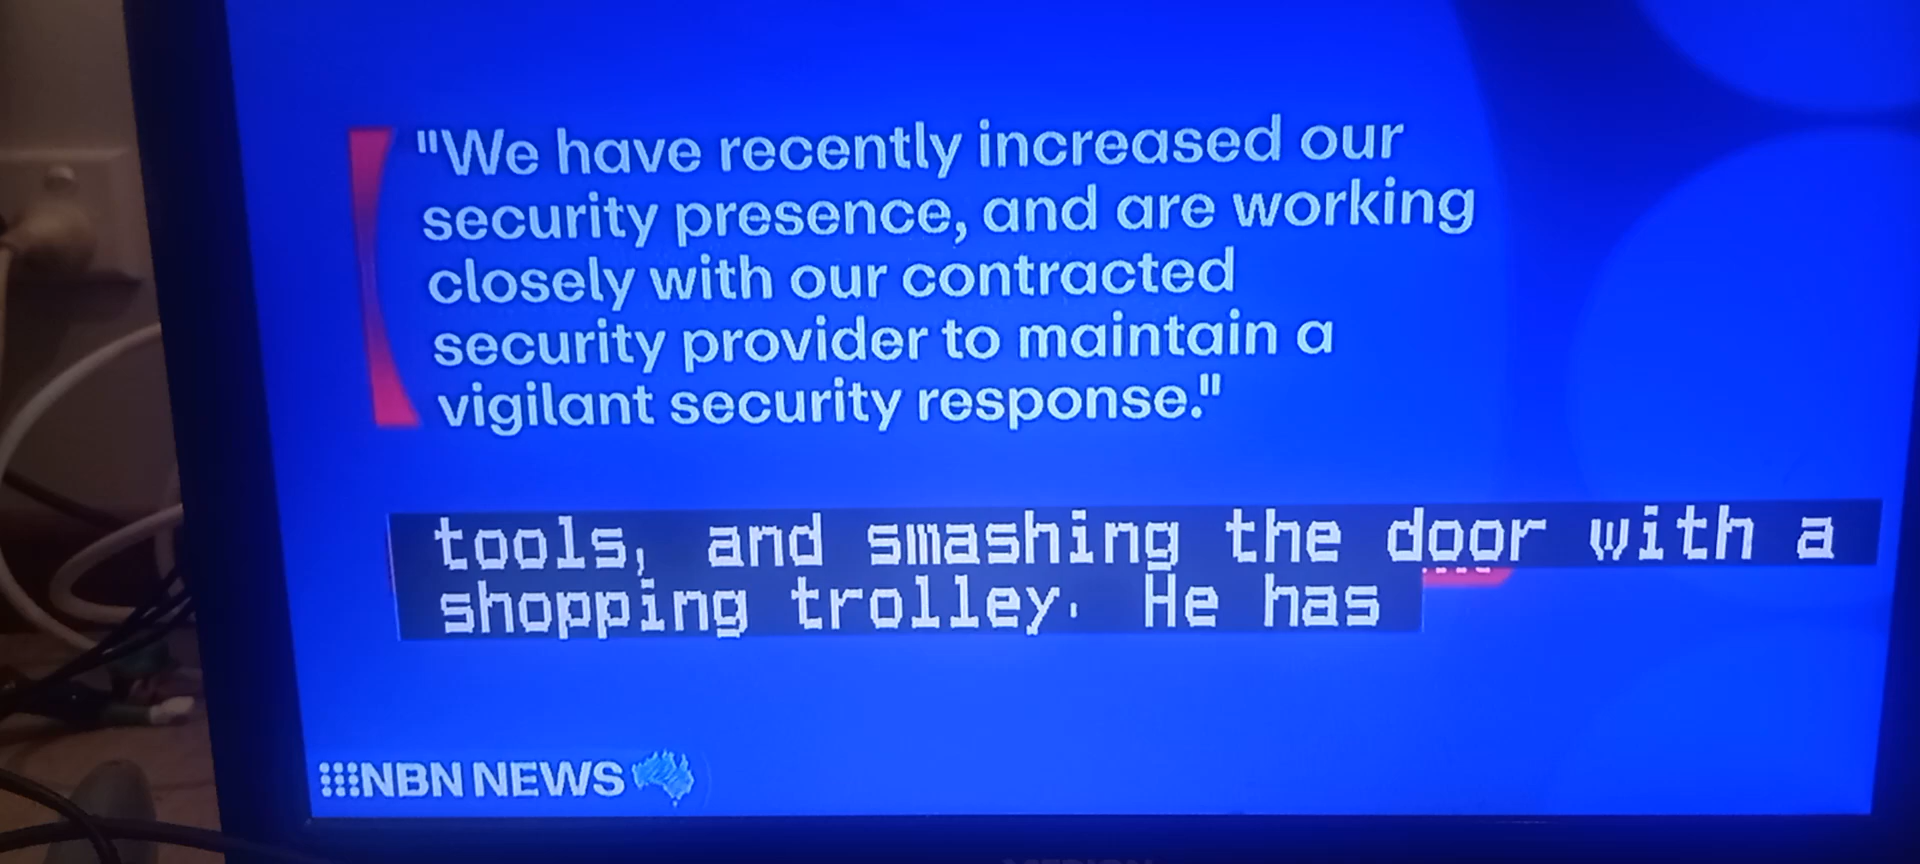 "We have recently increased our
security presence, and are working
closely with our contracted
security provider to maintain a
vigilant security response."
tools, and smashing the door with a
shopping trolley. He has
NBN NEWS